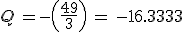 Q = -(49/3) = -16.3333